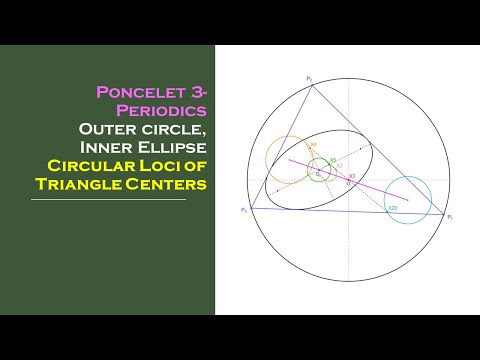 Poncelet 3-
Periodics
Outer circle,
Inner Ellipse
Circular Loci of
Triangle Centers
P₂
X4
X5
X2
X3
O
X20
P₃
P₁